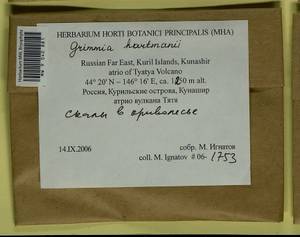 HERBARIUM HORTI BOTANICI PRINCIPALIS (MHA)
Grimmia hartmanii
Russian Far East, Kuril Islands, Kunashir
atrio of Tyatya Volcano
44° 20' N – 146° 16' E, ca. 1250 m alt.
Россия, Курильские острова, Кунашир
атрио вулкана Тятя
скалы в криволесье
14.IX.2006
собр. М. Игнатов
coll. M. Ignatov # 06- 1753